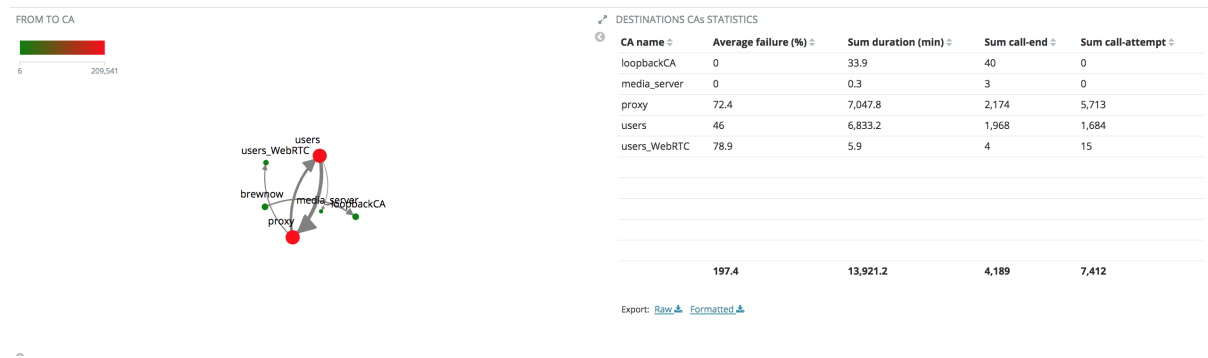 FROM TO CA
6 209,541
users
users_WebRTC
brewnow
media_server
loopbackCA
proxy
DESTINATIONS CAs STATISTICS
CA name Average failure (%) Sum duration (min) Sum call-end Sum call-attempt
loopbackCA 0 33.9 40 0
media_server 0 0.3 3 0
proxy 72.4 7,047.8 2,174 5,713
users 46 6,833.2 1,968 1,684
users_WebRTC 78.9 5.9 4 15
197.4 13,921.2 4,189 7,412
Export: Raw Formatted